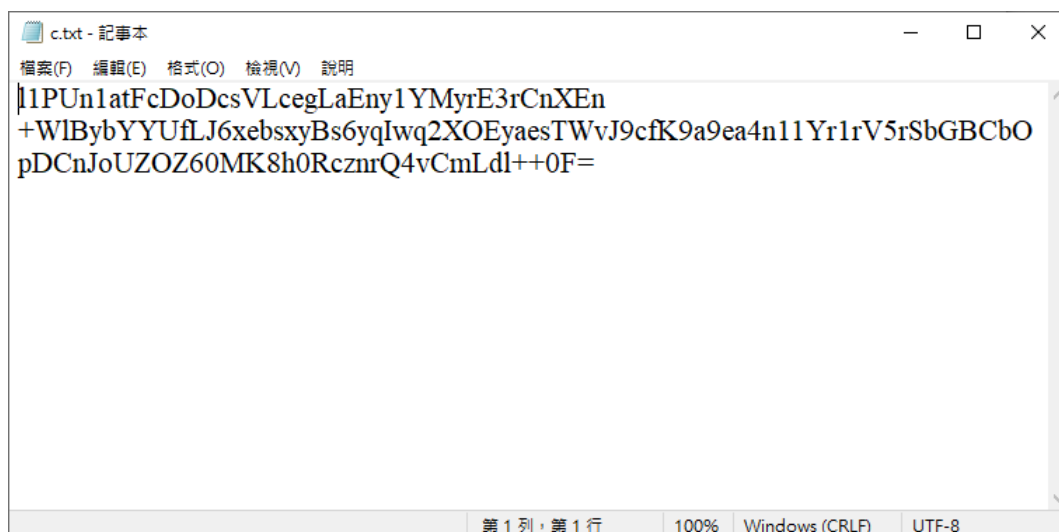 c.txt - 記事本
檔案(F) 編輯(E) 格式(O) 檢視(V) 說明
l1PUn1atFcDoDcsVLcegLaEny1YMyrE3rCnXEn
+WlBybYYUfLJ6xebsxyBs6yqIwq2XOEyaesTWvJ9cfK9a9ea4n11Yr1rV5rSbGBCbO
pDCnJoUZOZ60MK8h0RcznrQ4vCmLdl++0F=
第 1 列，第 1 行 100% Windows (CRLF) UTF-8